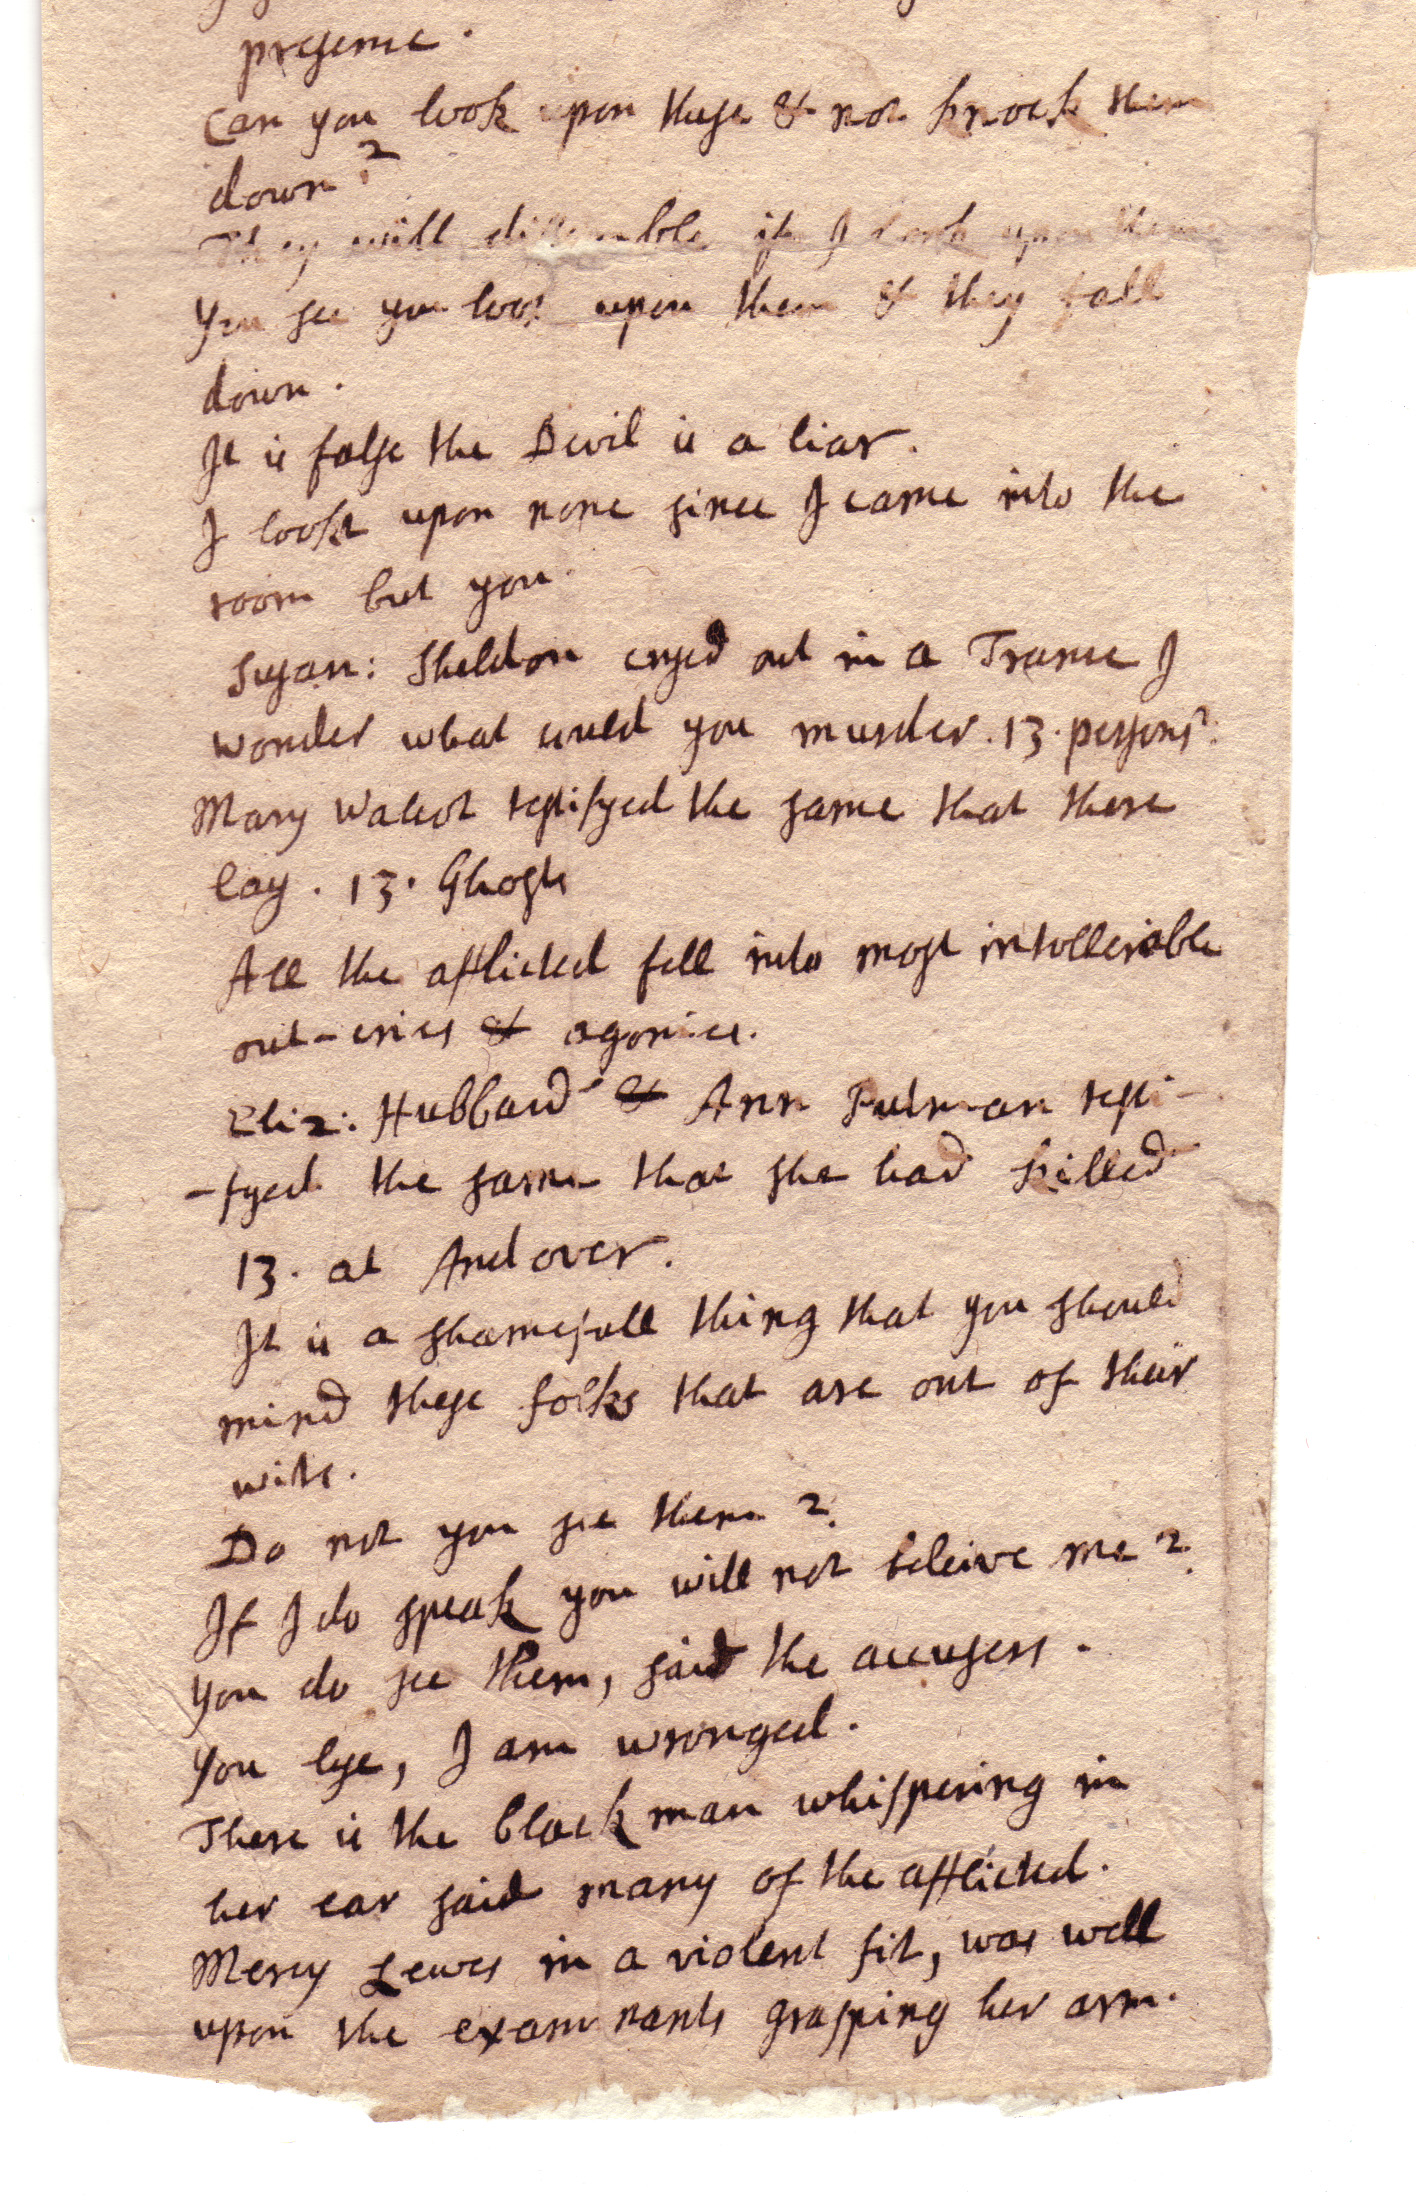 presence.
Can you look upon these & not knock them
down?
They will dissemble if I look upon them
You see you look upon them & they fall
down.
It is false the Devil is a liar.
I lookt upon none since I came into the
room but you.
Susan: Sheldon cryed out in a Trance I
wonder what could you murder. 13. persons?
Mary Walcot testifyed the same that there
lay. 13. Ghosts
All the afflicted fell into most intollerable
out-cries & agonies.
Eliz: Hubbard & Ann Putman testi-
-fyed the same that she had killed
13. at Andover.
It is a shamefull thing that you should
mind these folks that are out of their
wits.
Do not you see them?
If I do speak you will not beleive me?
You do see them, said the accusers.
You lye, I am wronged.
There is the black man whispering in
her ear said many of the afflicted.
Mercy Lewes in a violent fit, was well
upon the examinants grasping her arm.